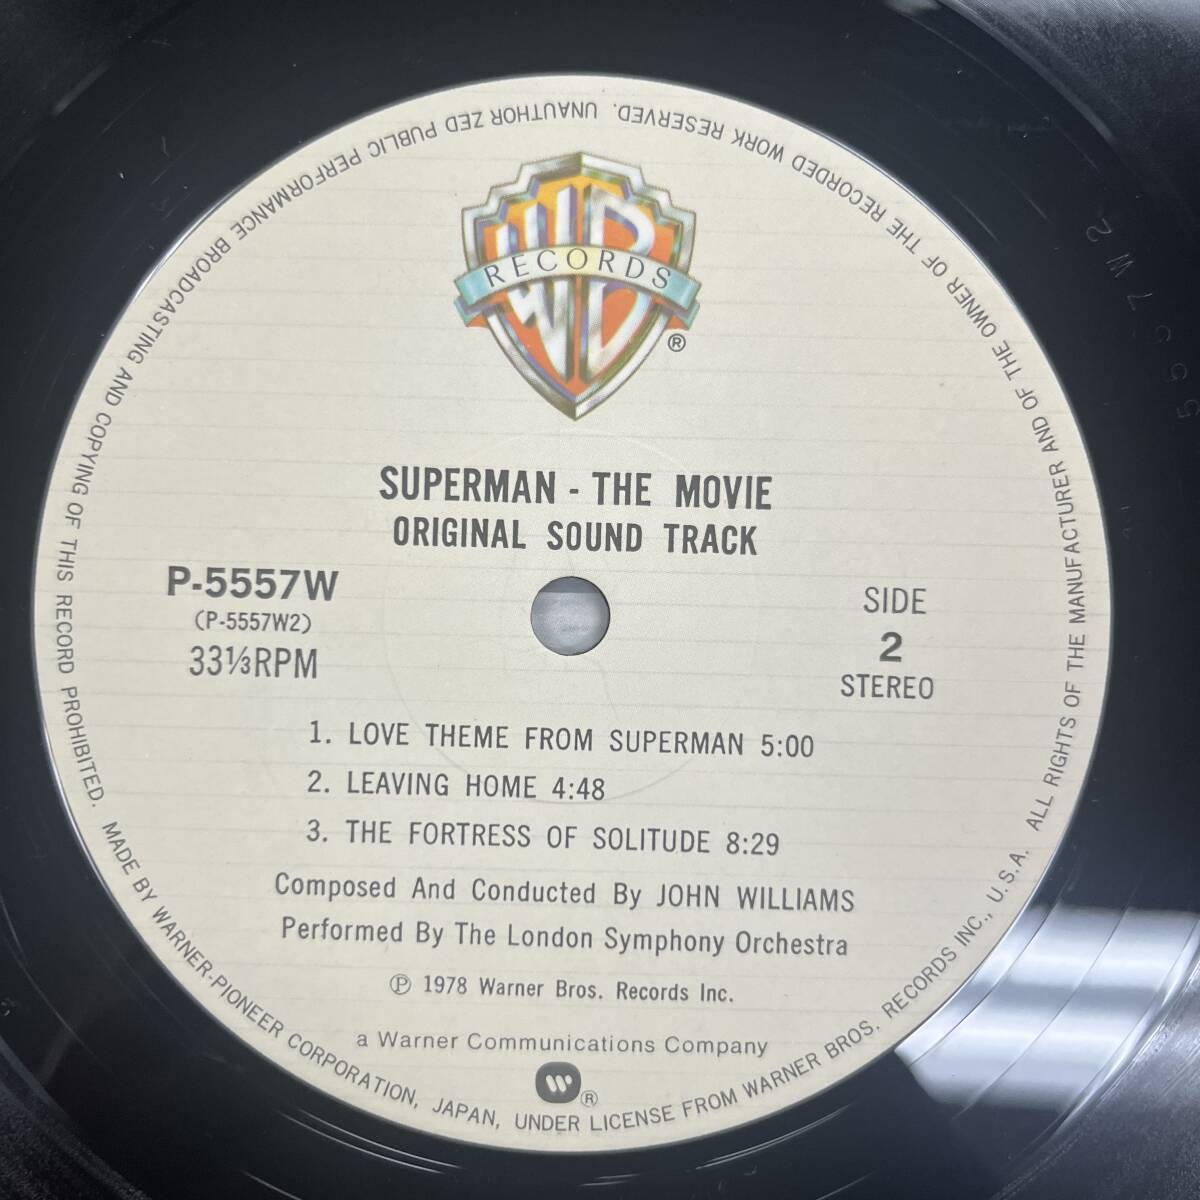 WB
RECORDS
®
SUPERMAN - THE MOVIE
ORIGINAL SOUND TRACK
P-5557W
(P-5557W2)
33⅓RPM
SIDE
2
STEREO
1. LOVE THEME FROM SUPERMAN 5:00
2. LEAVING HOME 4:48
3. THE FORTRESS OF SOLITUDE 8:29
Composed And Conducted By JOHN WILLIAMS
Performed By The London Symphony Orchestra
℗ 1978 Warner Bros. Records Inc.
a Warner Communications Company
W ®
MADE BY WARNER-PIONEER CORPORATION, JAPAN, UNDER LICENSE FROM WARNER BROS. RECORDS INC., U.S.A. ALL RIGHTS OF THE MANUFACTURER AND OF THE OWNER OF THE RECORDED WORK RESERVED. UNAUTHOR ZED PUBLIC PERFORMANCE BROADCASTING AND COPYING OF THIS RECORD PROHIBITED.